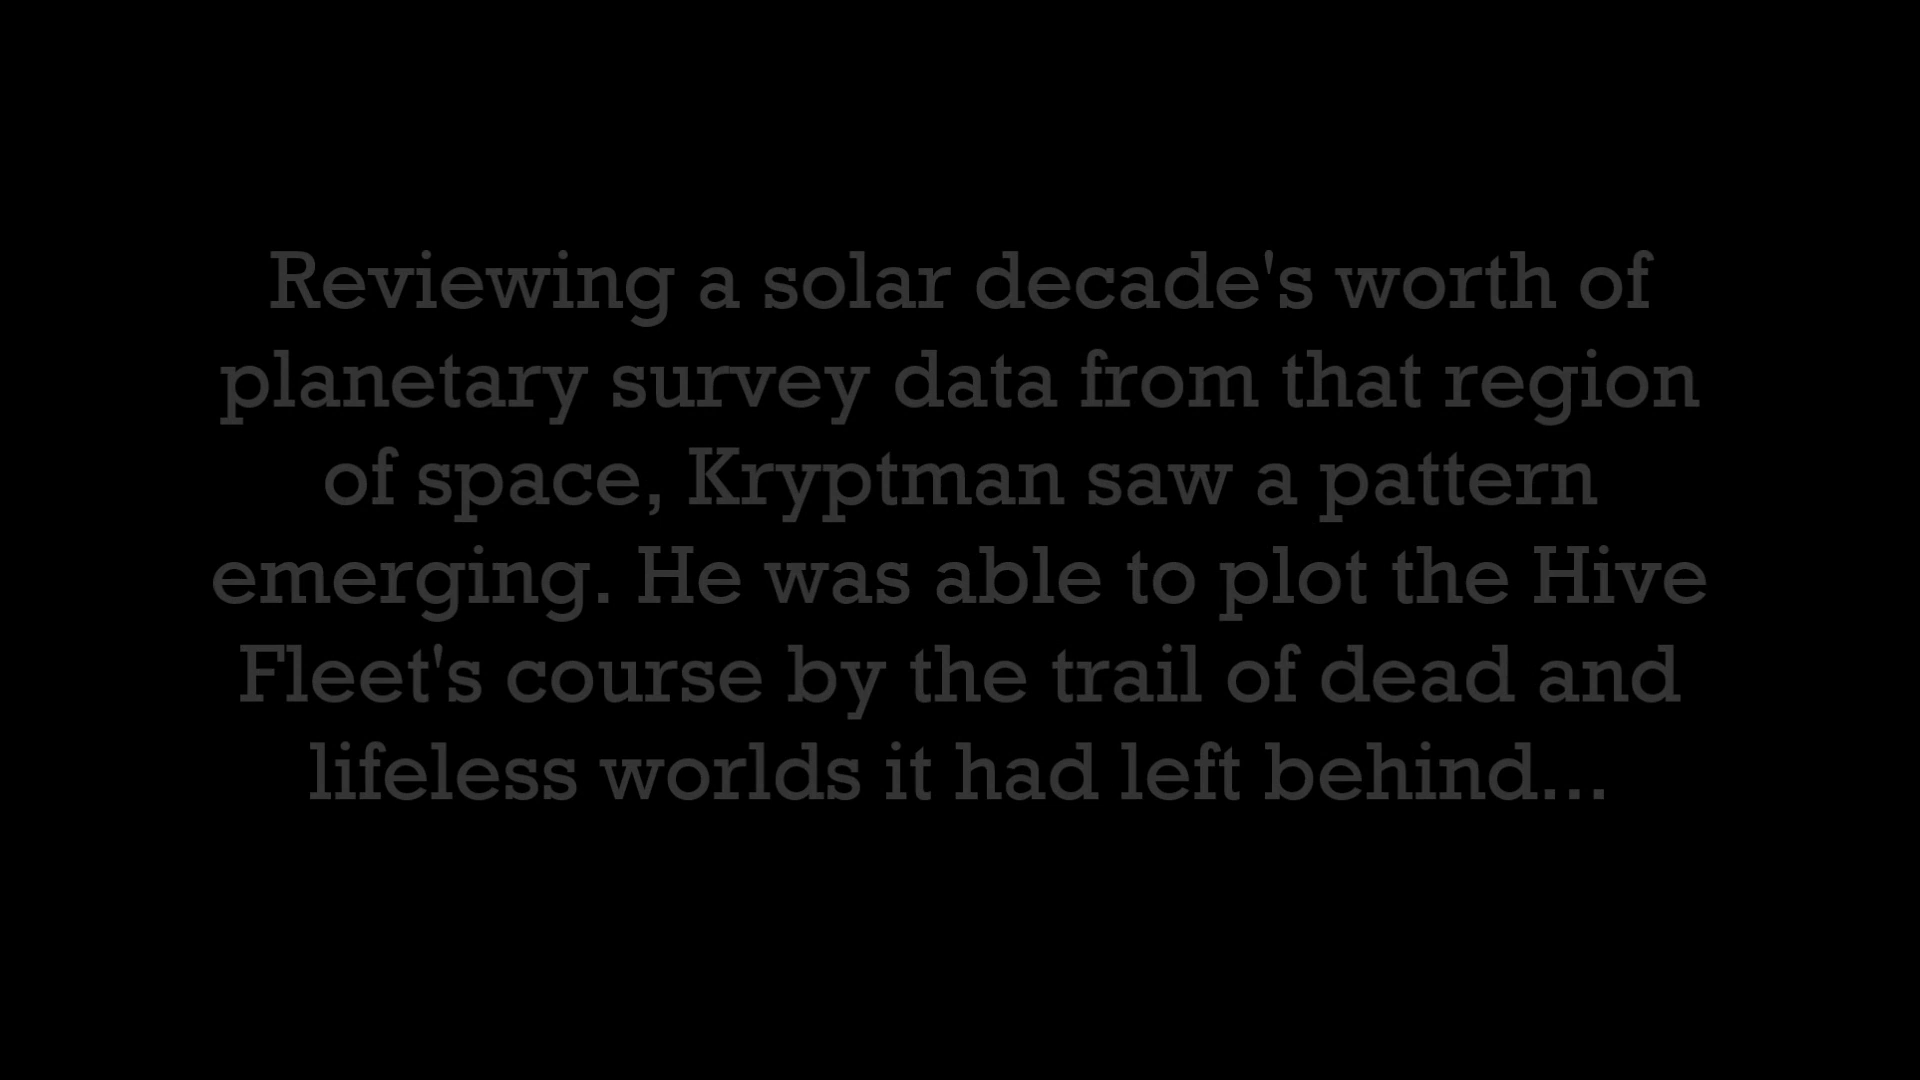 Reviewing a solar decade's worth of
planetary survey data from that region
of space, Kryptman saw a pattern
emerging. He was able to plot the Hive
Fleet's course by the trail of dead and
lifeless worlds it had left behind...